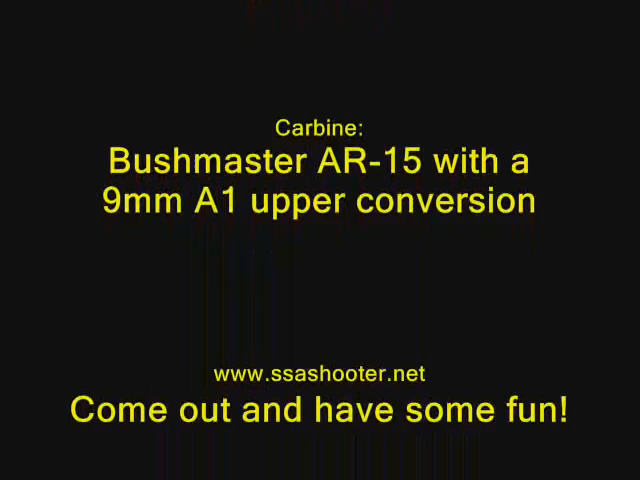 Carbine:
Bushmaster AR-15 with a
9mm A1 upper conversion
www.ssashooter.net
Come out and have some fun!